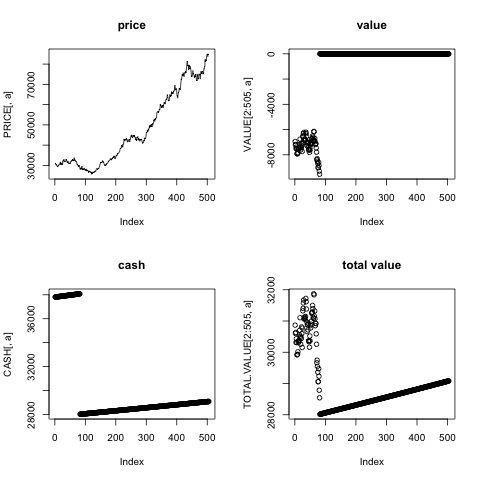 price
PRICE[, a]
30000 50000 70000
0 100 200 300 400 500
Index
value
VALUE[2:505, a]
-8000 -4000 0
0 100 200 300 400 500
Index
cash
CASH[, a]
28000 32000 36000
0 100 200 300 400 500
Index
total value
TOTAL.VALUE[2:505, a]
28000 30000 32000
0 100 200 300 400 500
Index